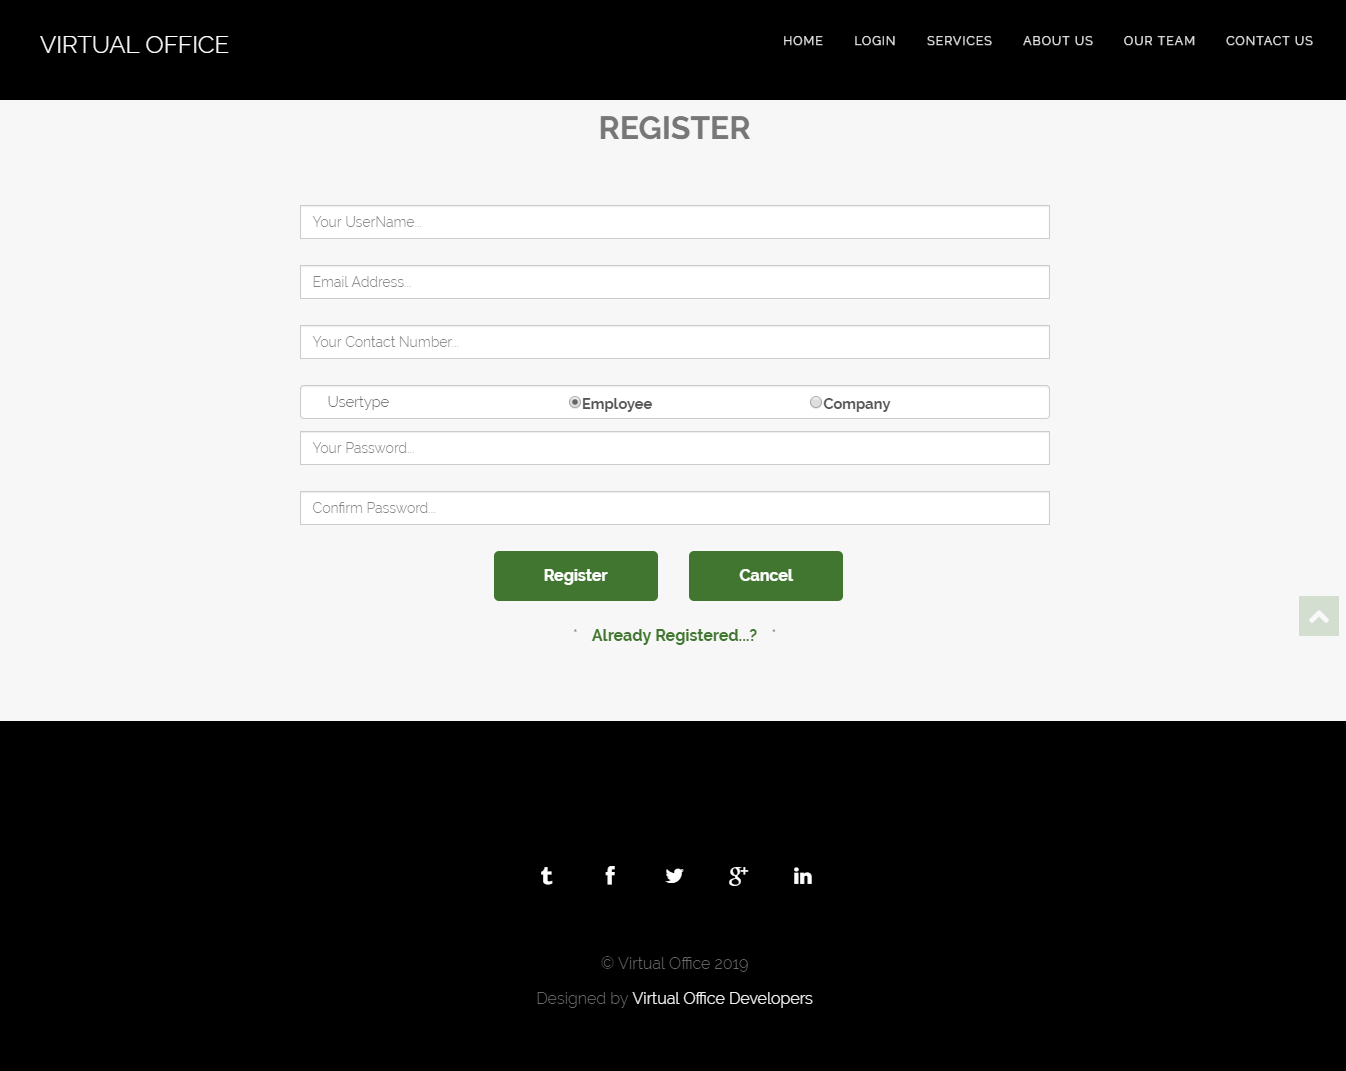 VIRTUAL OFFICE
HOME LOGIN SERVICES ABOUT US OUR TEAM CONTACT US
REGISTER
Your UserName...
Email Address...
Your Contact Number...
Usertype Employee Company
Your Password...
Confirm Password...
Register Cancel
* Already Registered...? *
© Virtual Office 2019
Designed by Virtual Office Developers